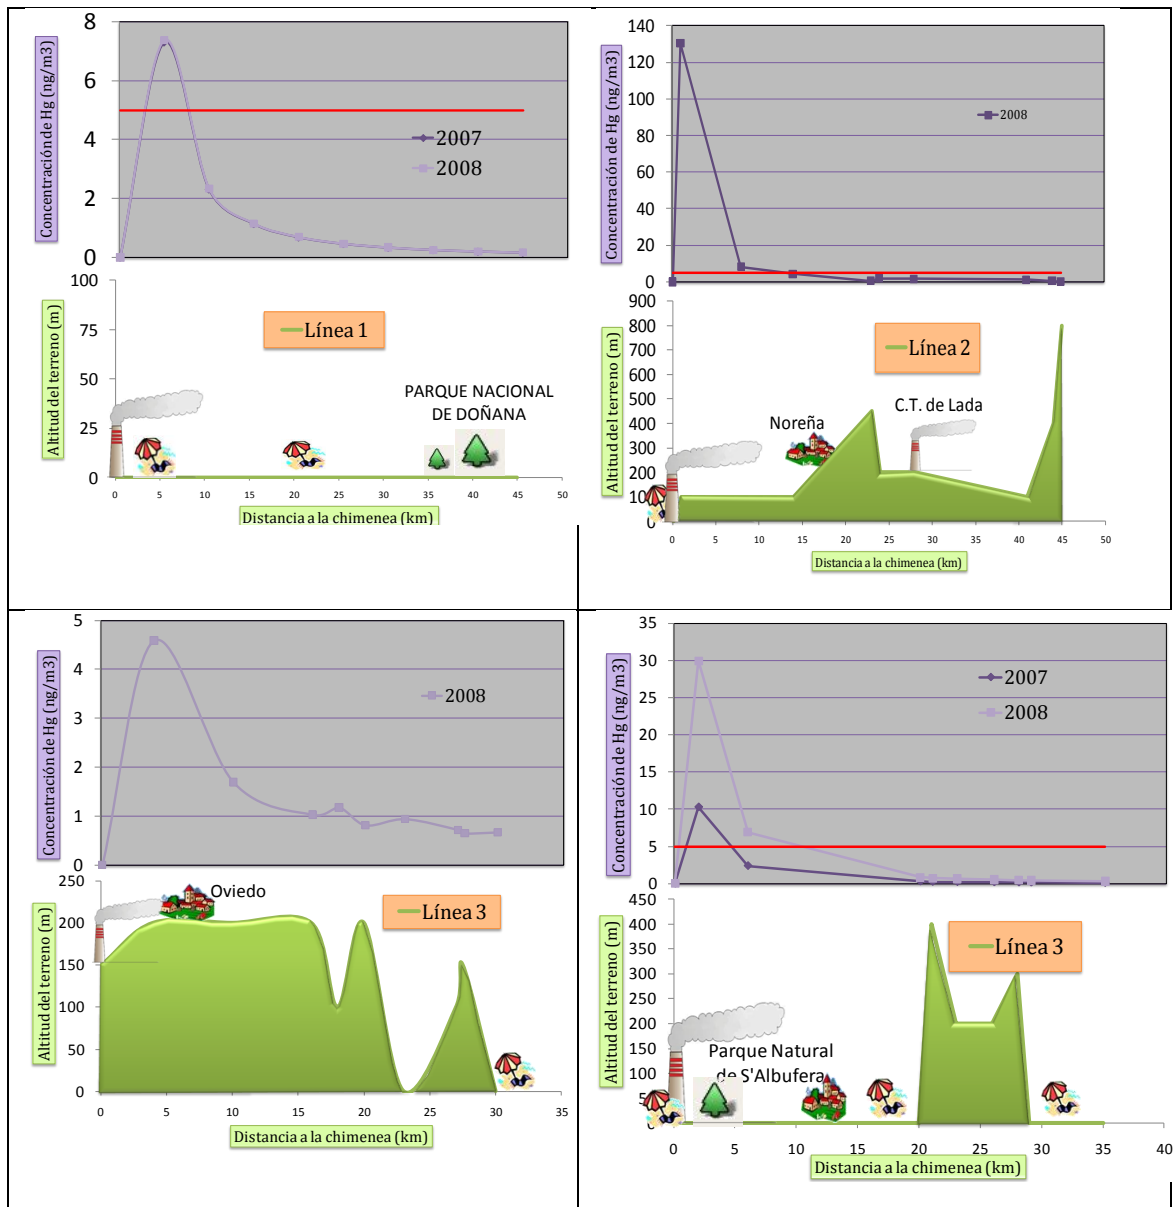 Concentración de Hg (ng/m3)
8
6
4
2
0
2007
2008
Altitud del terreno (m)
100
75
50
25
0
Línea 1
PARQUE NACIONAL
DE DOÑANA
0 5 10 15 20 25 30 35 40 45 50
Distancia a la chimenea (km)
Concentración de Hg (ng/m3)
140
120
100
80
60
40
20
0
2008
Altitud del terreno (m)
900
800
700
600
500
400
300
200
100
0
Línea 2
Noreña
C.T. de Lada
0 5 10 15 20 25 30 35 40 45 50
Distancia a la chimenea (km)
Concentración de Hg (ng/m3)
5
4
3
2
1
0
2008
Altitud del terreno (m)
250
200
150
100
50
0
Oviedo
Línea 3
0 5 10 15 20 25 30 35
Distancia a la chimenea (km)
Concentración de Hg (ng/m3)
35
30
25
20
15
10
5
0
2007
2008
Altitud del terreno (m)
450
400
350
300
250
200
150
100
50
0
Línea 3
Parque Natural
de S'Albufera
0 5 10 15 20 25 30 35 40
Distancia a la chimenea (km)